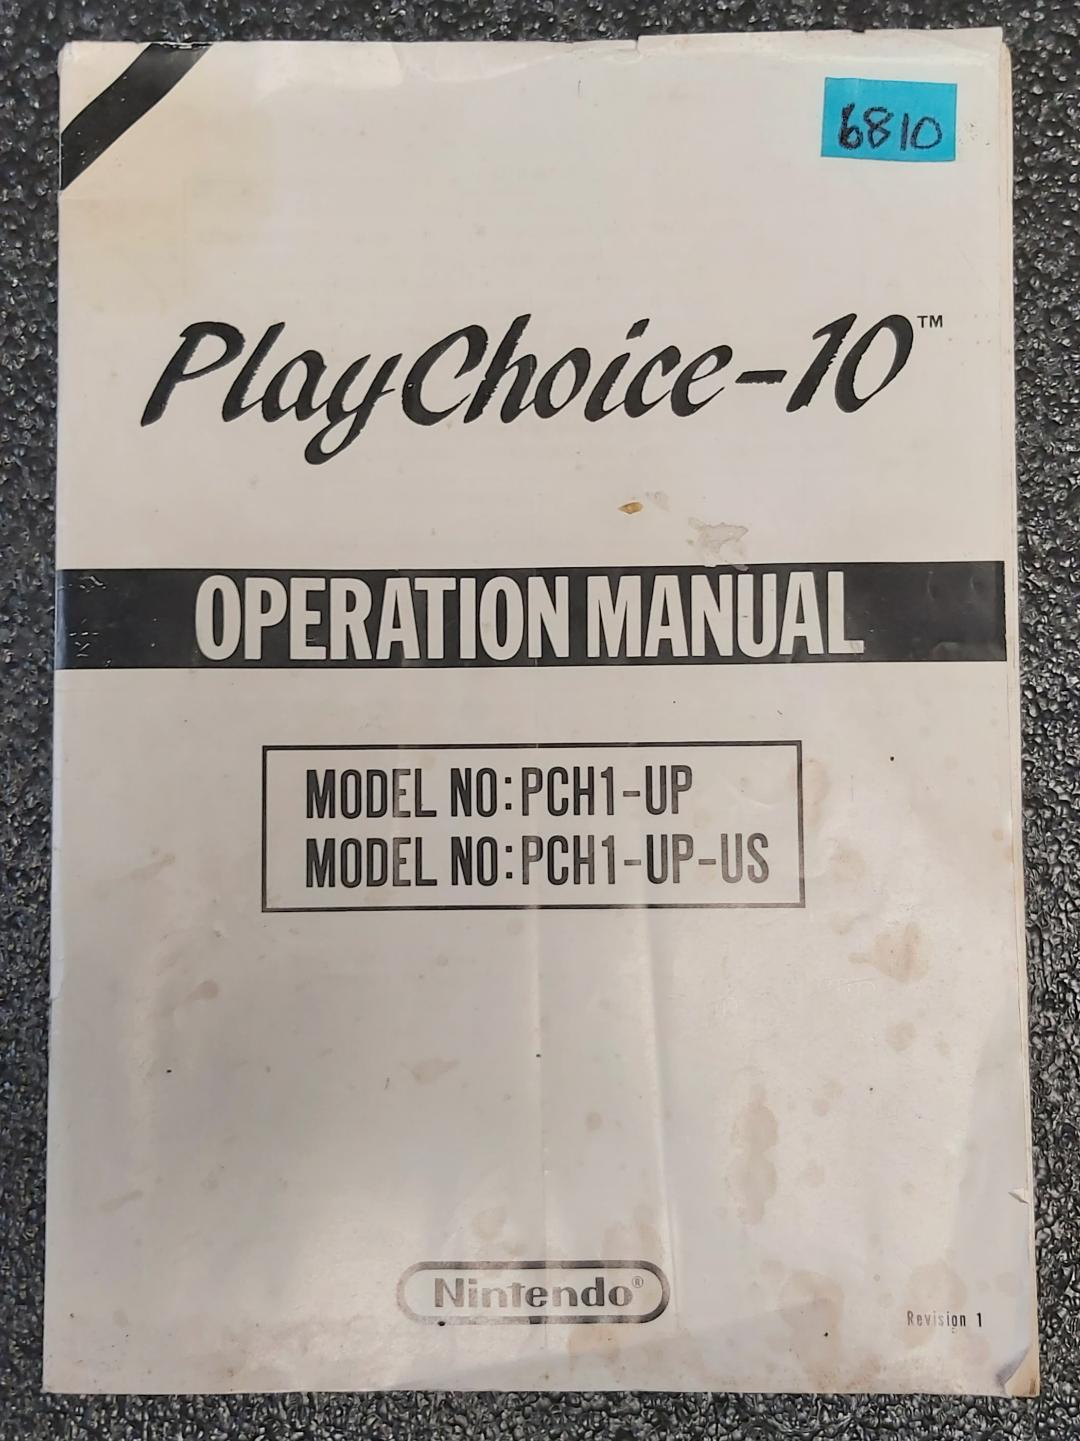 6810
PlayChoice-10™
OPERATION MANUAL
MODEL NO:PCH1-UP
MODEL NO:PCH1-UP-US
Nintendo®
Revision 1